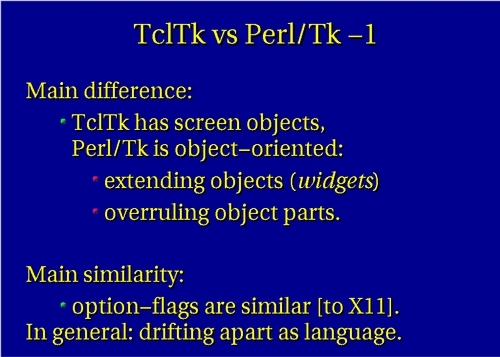 TclTk vs Perl/Tk –1
Main difference:
TclTk has screen objects,
Perl/Tk is object–oriented:
extending objects (widgets)
overruling object parts.
Main similarity:
option–flags are similar [to X11].
In general: drifting apart as language.